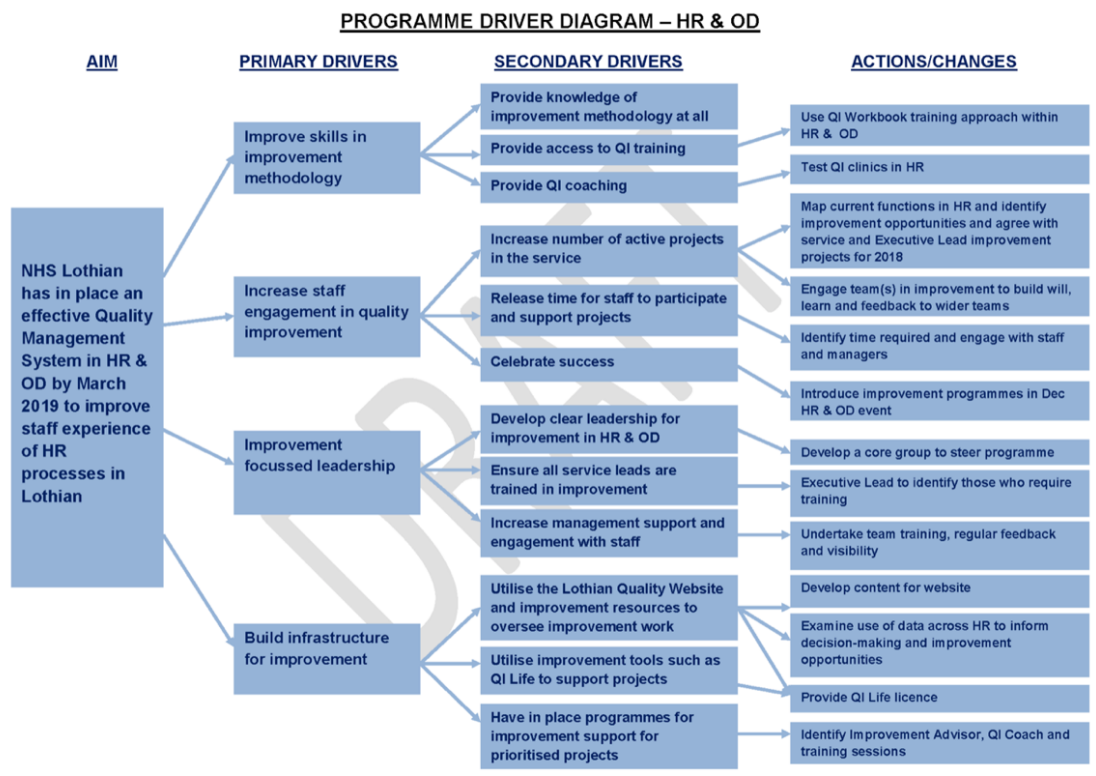 PROGRAMME DRIVER DIAGRAM – HR & OD
AIM
PRIMARY DRIVERS
SECONDARY DRIVERS
ACTIONS/CHANGES
NHS Lothian
has in place an
effective Quality
Management
System in HR &
OD by March
2019 to improve
staff experience
of HR
processes in
Lothian
Improve skills in
improvement
methodology
Increase staff
engagement in quality
improvement
Improvement
focussed leadership
Build infrastructure
for improvement
Provide knowledge of
improvement methodology at all
Provide access to QI training
Provide QI coaching
Increase number of active projects
in the service
Release time for staff to participate
and support projects
Celebrate success
Develop clear leadership for
improvement in HR & OD
Ensure all service leads are
trained in improvement
Increase management support and
engagement with staff
Utilise the Lothian Quality Website
and improvement resources to
oversee improvement work
Utilise improvement tools such as
QI Life to support projects
Have in place programmes for
improvement support for
prioritised projects
Use QI Workbook training approach within
HR & OD
Test QI clinics in HR
Map current functions in HR and identify
improvement opportunities and agree with
service and Executive Lead improvement
projects for 2018
Engage team(s) in improvement to build will,
learn and feedback to wider teams
Identify time required and engage with staff
and managers
Introduce improvement programmes in Dec
HR & OD event
Develop a core group to steer programme
Executive Lead to identify those who require
training
Undertake team training, regular feedback
and visibility
Develop content for website
Examine use of data across HR to inform
decision-making and improvement
opportunities
Provide QI Life licence
Identify Improvement Advisor, QI Coach and
training sessions
DRAFT